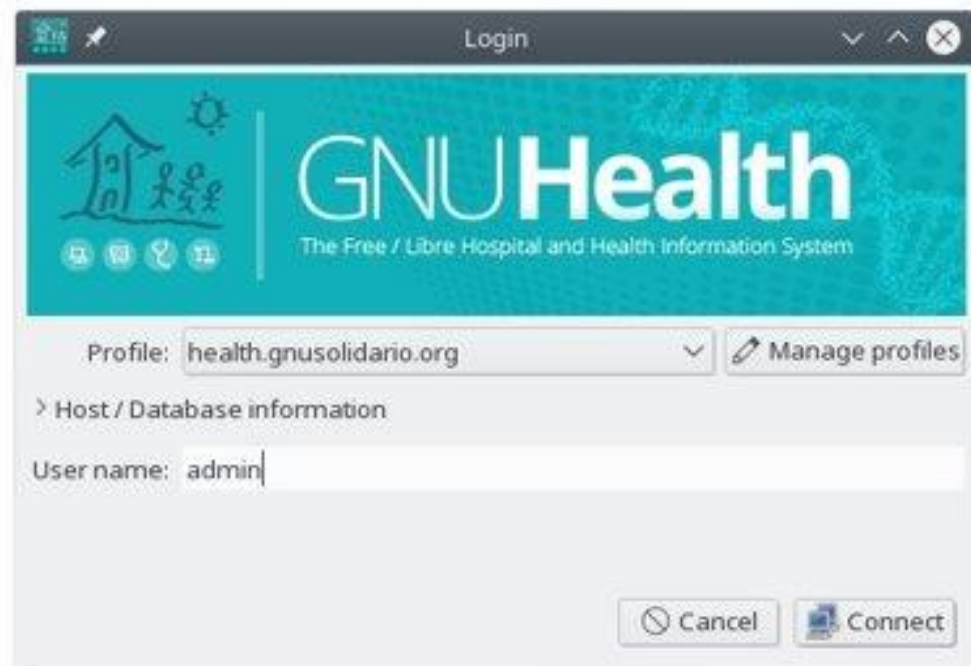 Login
GNUHealth
The Free / Libre Hospital and Health Information System
Profile: health.gnusolidario.org Manage profiles
Host / Database information
User name: admin
Cancel Connect